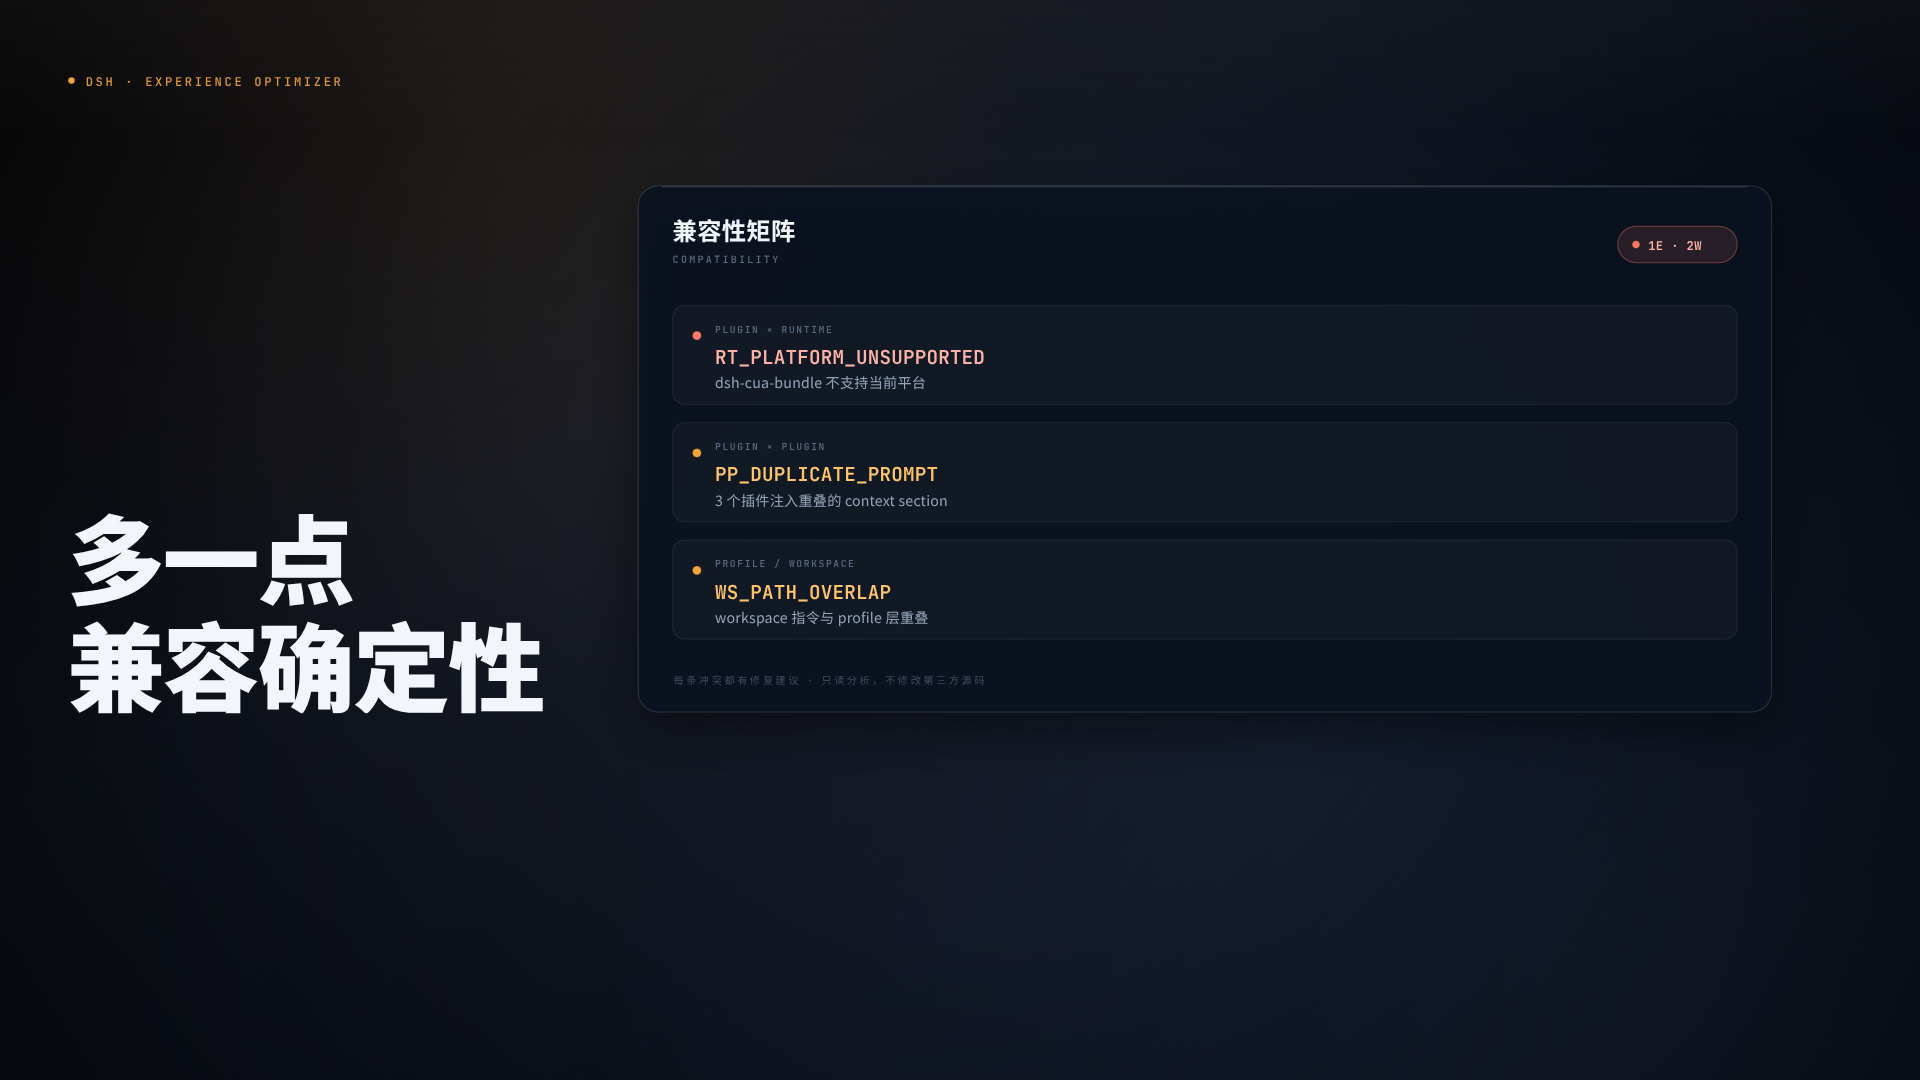 DSH · EXPERIENCE OPTIMIZER
多一点
兼容确定性
兼容性矩阵
COMPATIBILITY
1E · 2W
PLUGIN × RUNTIME
RT_PLATFORM_UNSUPPORTED
dsh-cua-bundle 不支持当前平台
PLUGIN × PLUGIN
PP_DUPLICATE_PROMPT
3 个插件注入重叠的 context section
PROFILE / WORKSPACE
WS_PATH_OVERLAP
workspace 指令与 profile 层重叠
每条冲突都有修复建议 · 只读分析，不修改第三方源码